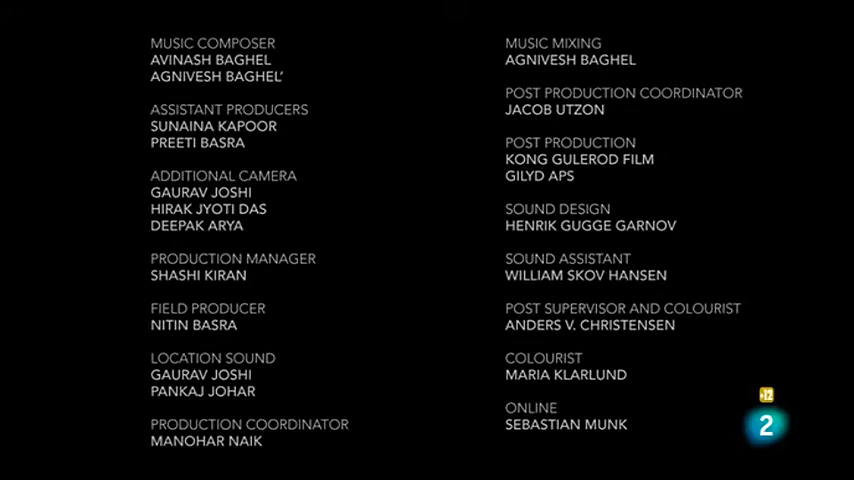 MUSIC COMPOSER
AVINASH BAGHEL
AGNIVESH BAGHEL'
ASSISTANT PRODUCERS
SUNAINA KAPOOR
PREETI BASRA
ADDITIONAL CAMERA
GAURAV JOSHI
HIRAK JYOTI DAS
DEEPAK ARYA
PRODUCTION MANAGER
SHASHI KIRAN
FIELD PRODUCER
NITIN BASRA
LOCATION SOUND
GAURAV JOSHI
PANKAJ JOHAR
PRODUCTION COORDINATOR
MANOHAR NAIK
MUSIC MIXING
AGNIVESH BAGHEL
POST PRODUCTION COORDINATOR
JACOB UTZON
POST PRODUCTION
KONG GULEROD FILM
GILYD APS
SOUND DESIGN
HENRIK GUGGE GARNOV
SOUND ASSISTANT
WILLIAM SKOV HANSEN
POST SUPERVISOR AND COLOURIST
ANDERS V. CHRISTENSEN
COLOURIST
MARIA KLARLUND
ONLINE
SEBASTIAN MUNK
+12
2